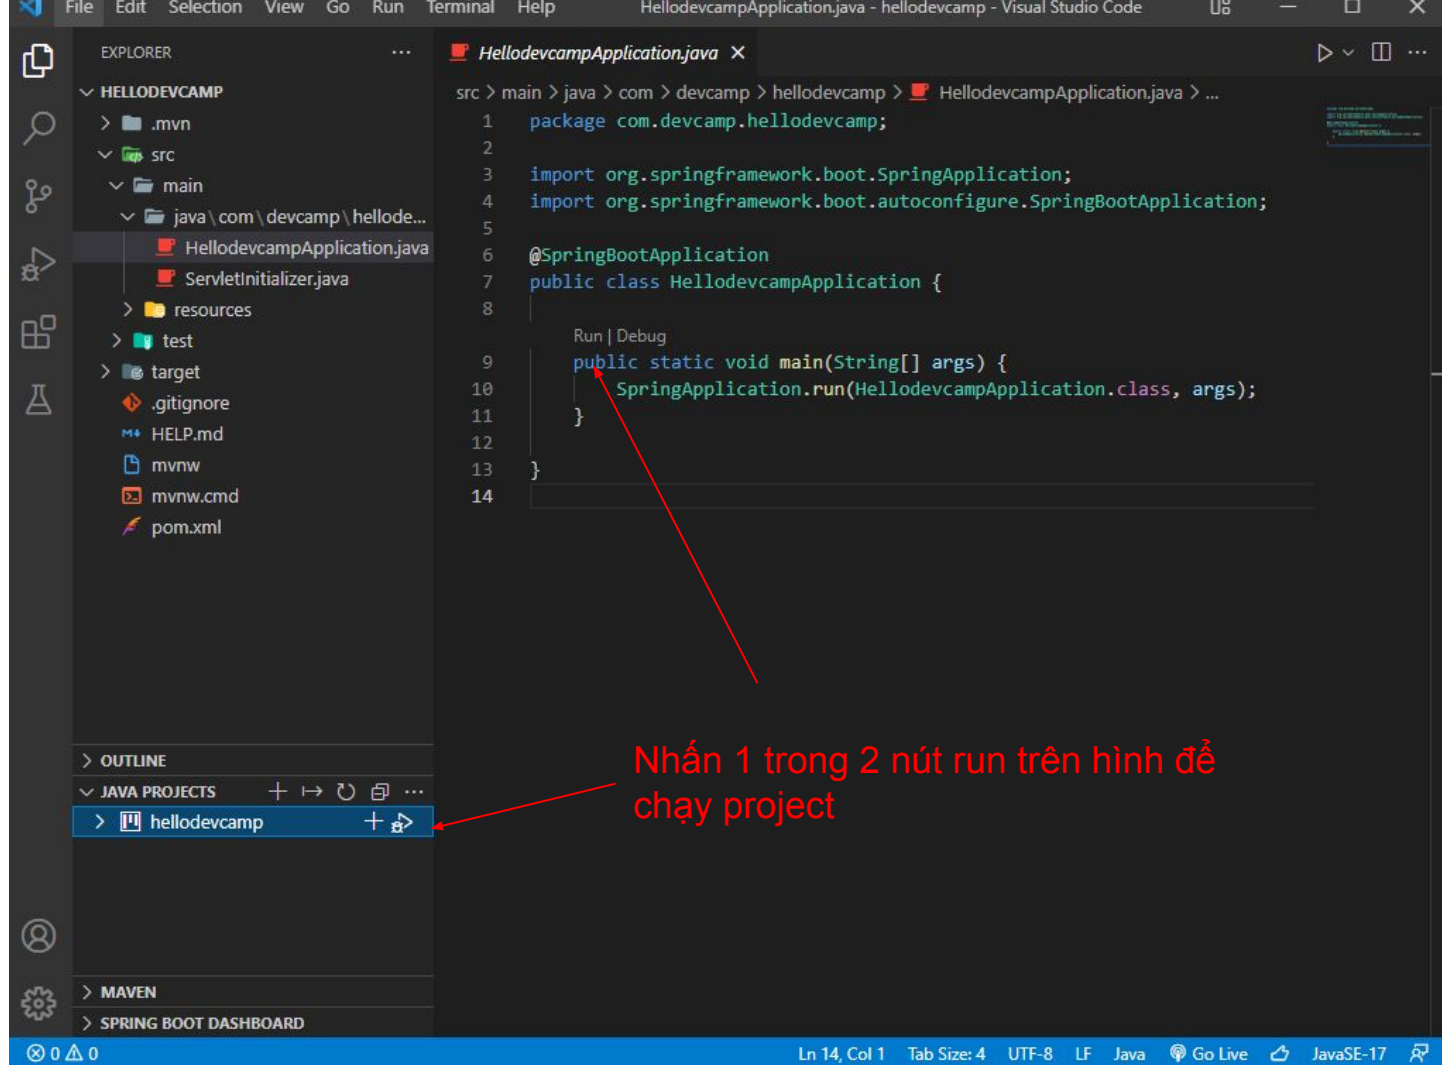 File Edit Selection View Go Run Terminal Help HellodevcampApplication.java - hellodevcamp - Visual Studio Code
EXPLORER ...
HELLODEVCAMP
.mvn
src
main
java\com\devcamp\hellode...
HellodevcampApplication.java
ServletInitializer.java
resources
test
target
.gitignore
HELP.md
mvnw
mvnw.cmd
pom.xml
OUTLINE
JAVA PROJECTS
hellodevcamp
MAVEN
SPRING BOOT DASHBOARD
HellodevcampApplication.java
src > main > java > com > devcamp > hellodevcamp > HellodevcampApplication.java > ...
1 package com.devcamp.hellodevcamp;
2
3 import org.springframework.boot.SpringApplication;
4 import org.springframework.boot.autoconfigure.SpringBootApplication;
5
6 @SpringBootApplication
7 public class HellodevcampApplication {
8
Run | Debug
9 public static void main(String[] args) {
10 SpringApplication.run(HellodevcampApplication.class, args);
11 }
12
13 }
14
Nhấn 1 trong 2 nút run trên hình để
chạy project
0 0 Ln 14, Col 1 Tab Size: 4 UTF-8 LF Java Go Live JavaSE-17